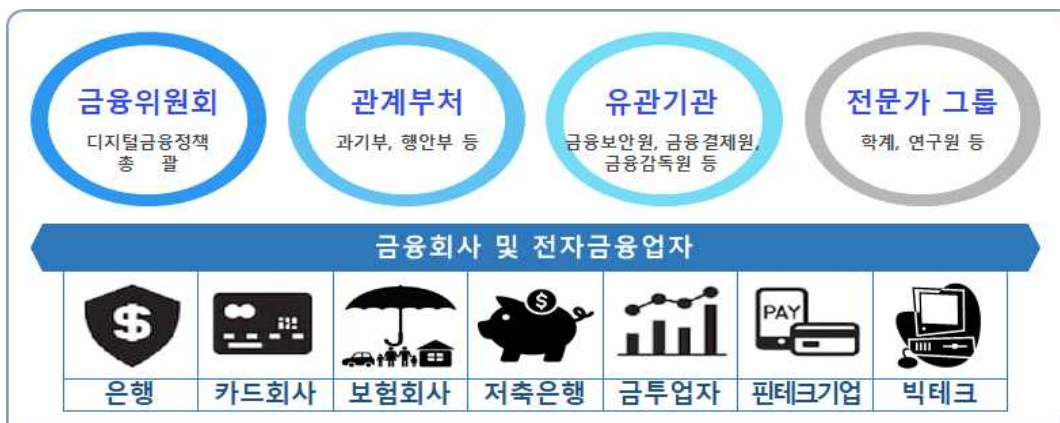 금융위원회
디지털금융정책
총 괄
관계부처
과기부, 행안부 등
유관기관
금융보안원, 금융결제원,
금융감독원 등
전문가 그룹
학계, 연구원 등
금융회사 및 전자금융업자
PAY
은행 카드회사 보험회사 저축은행 금투업자 핀테크기업 빅테크